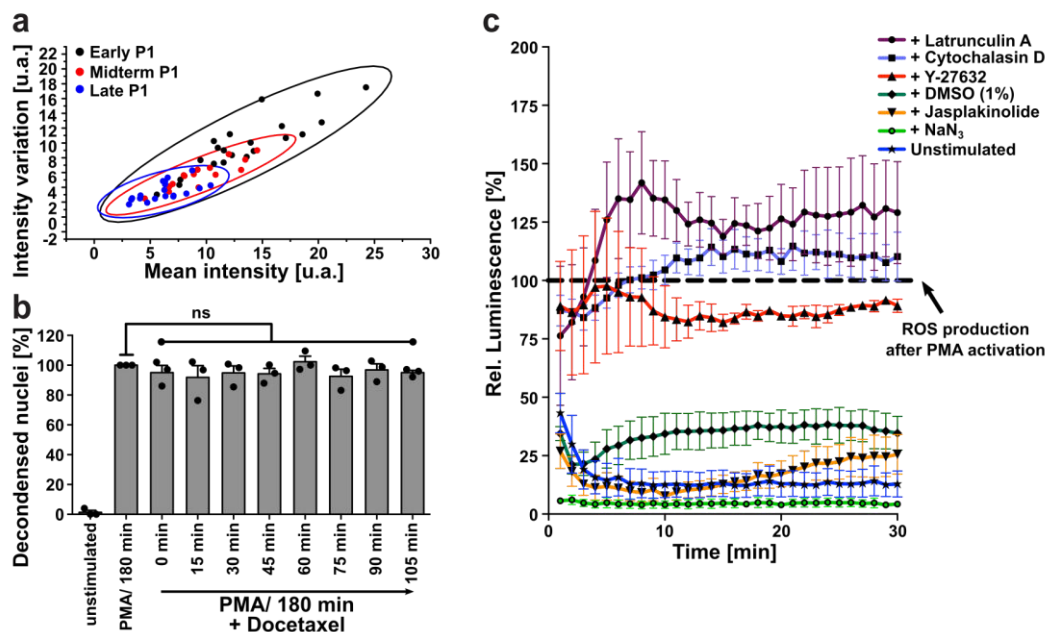 a
Intensity variation [u.a.]
22
20
18
16
14
12
10
8
6
4
2
0
-2
Early P1
Midterm P1
Late P1
0 5 10 15 20 25 30
Mean intensity [u.a.]
b
Decondensed nuclei [%]
120
100
80
60
40
20
0
ns
unstimulated
PMA/ 180 min
0 min
15 min
30 min
45 min
60 min
75 min
90 min
105 min
PMA/ 180 min
+ Docetaxel
c
Rel. Luminescence [%]
200
175
150
125
100
75
50
25
0
+ Latrunculin A
+ Cytochalasin D
+ Y-27632
+ DMSO (1%)
+ Jasplakinolide
+ NaN₃
Unstimulated
ROS production
after PMA activation
0 10 20 30
Time [min]